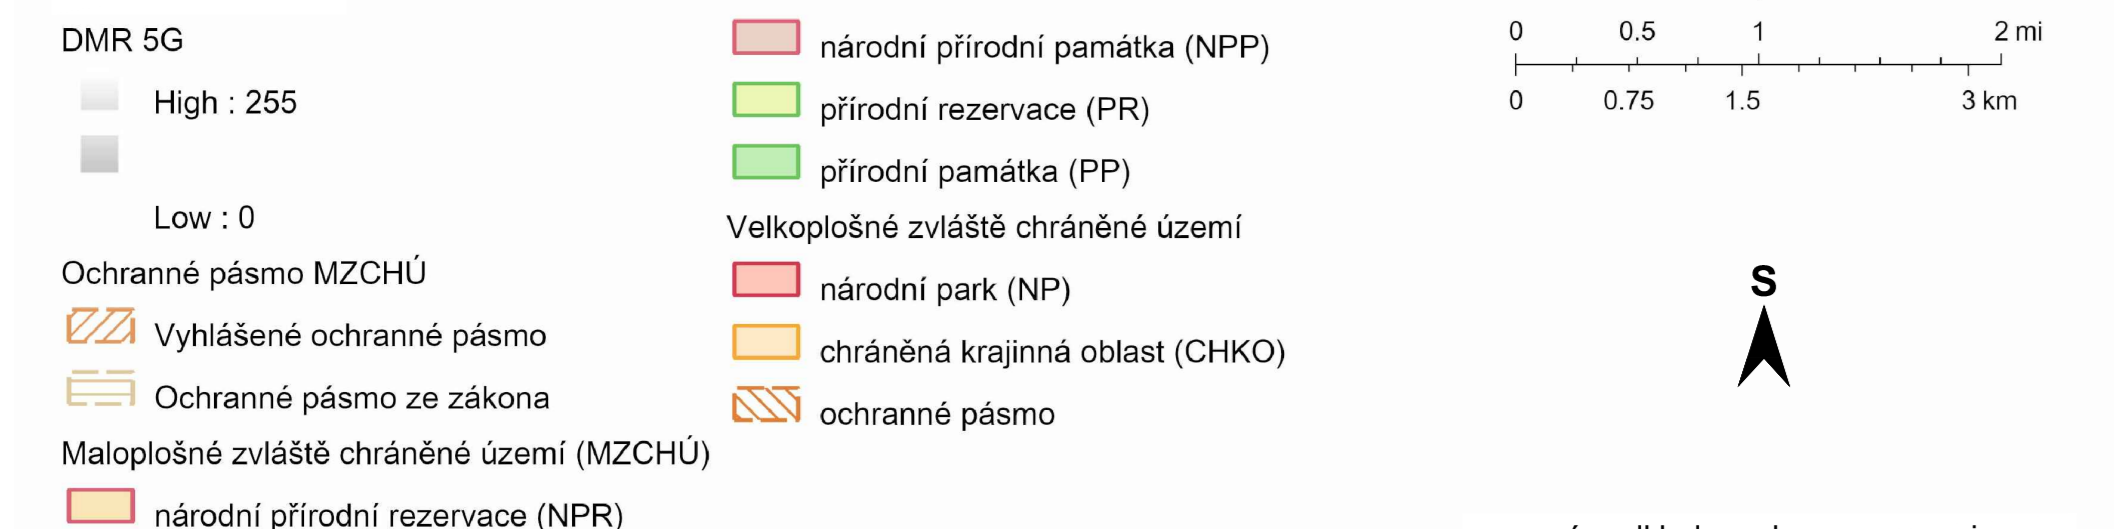 DMR 5G
High : 255
Low : 0
Ochranné pásmo MZCHÚ
Vyhlášené ochranné pásmo
Ochranné pásmo ze zákona
Maloplošné zvláště chráněné území (MZCHÚ)
národní přírodní rezervace (NPR)
národní přírodní památka (NPP)
přírodní rezervace (PR)
přírodní památka (PP)
Velkoplošné zvláště chráněné území
národní park (NP)
chráněná krajinná oblast (CHKO)
ochranné pásmo
0 0.5 1 2 mi
0 0.75 1.5 3 km
S